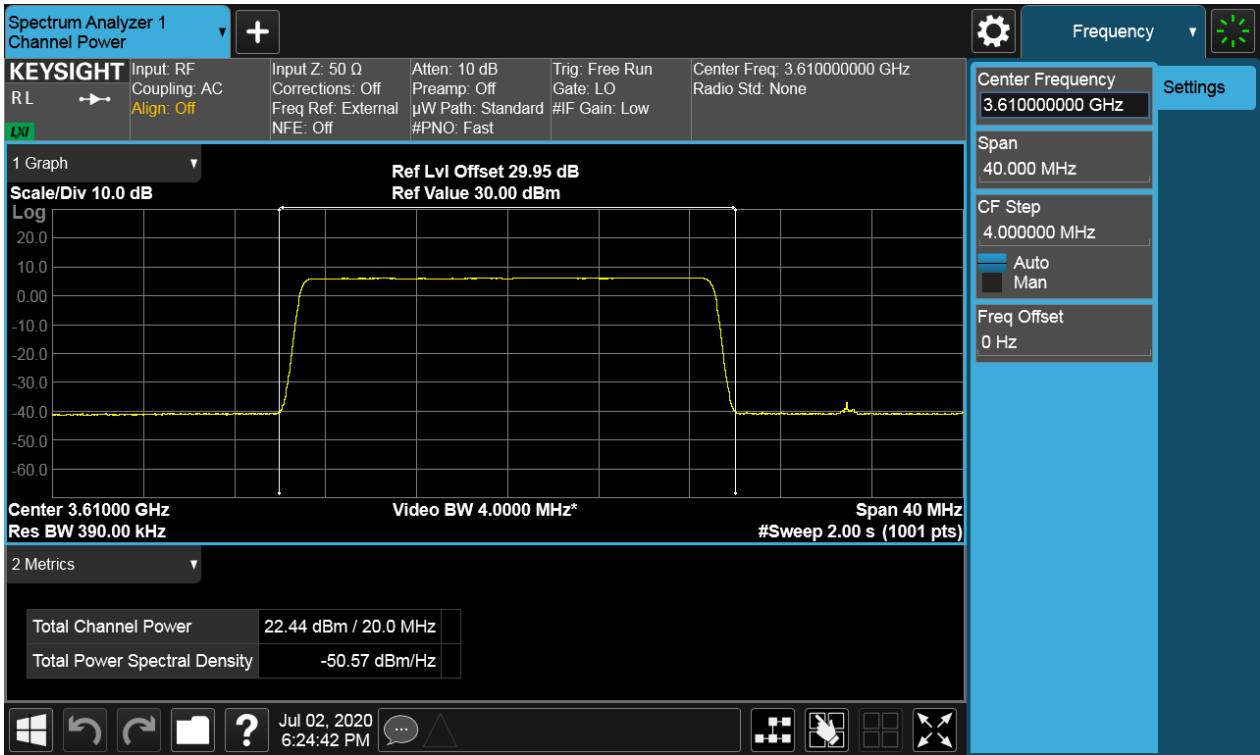 Spectrum Analyzer 1
Channel Power
+
Frequency
KEYSIGHT
RL
LXI
Input: RF
Coupling: AC
Align: Off
Input Z: 50 Ω
Corrections: Off
Freq Ref: External
NFE: Off
Atten: 10 dB
Preamp: Off
µW Path: Standard
#PNO: Fast
Trig: Free Run
Gate: LO
#IF Gain: Low
Center Freq: 3.610000000 GHz
Radio Std: None
1 Graph
Scale/Div 10.0 dB
Ref Lvl Offset 29.95 dB
Ref Value 30.00 dBm
Log
20.0
10.0
0.00
-10.0
-20.0
-30.0
-40.0
-50.0
-60.0
Center 3.61000 GHz
Video BW 4.0000 MHz*
Span 40 MHz
Res BW 390.00 kHz
#Sweep 2.00 s (1001 pts)
2 Metrics
Total Channel Power 22.44 dBm / 20.0 MHz
Total Power Spectral Density -50.57 dBm/Hz
?
Jul 02, 2020
6:24:42 PM
Center Frequency
3.610000000 GHz
Settings
Span
40.000 MHz
CF Step
4.000000 MHz
Auto
Man
Freq Offset
0 Hz